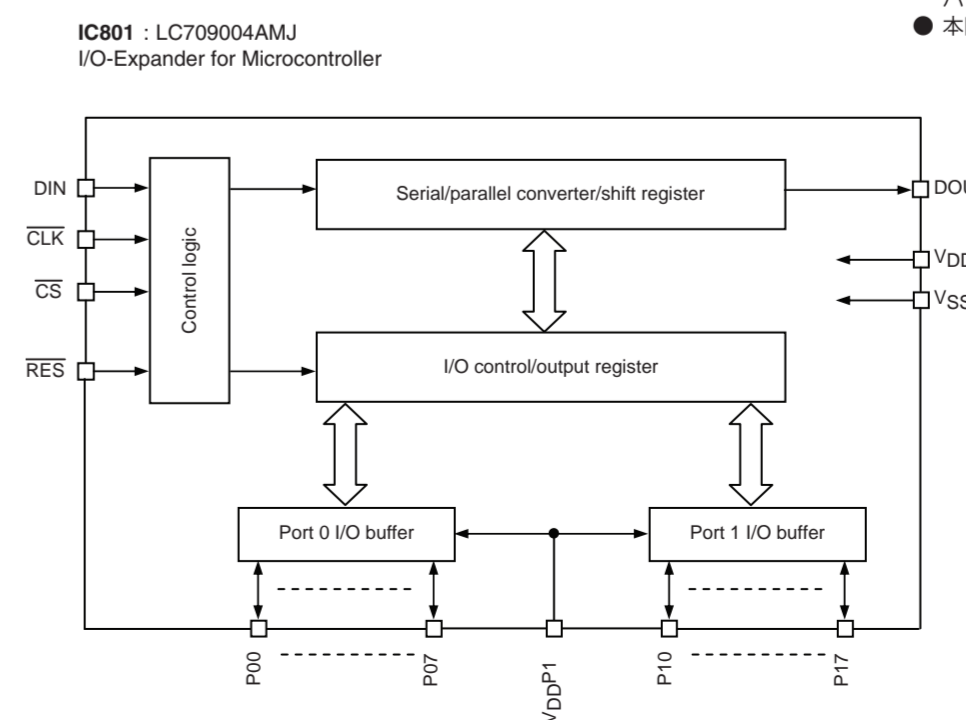 IC801 : LC709004AMJ
I/O-Expander for Microcontroller
● 本
DIN
CLK
CS
RES
Control logic
Serial/parallel converter/shift register
I/O control/output register
Port 0 I/O buffer
Port 1 I/O buffer
VDDP1
P00
P07
P10
P17